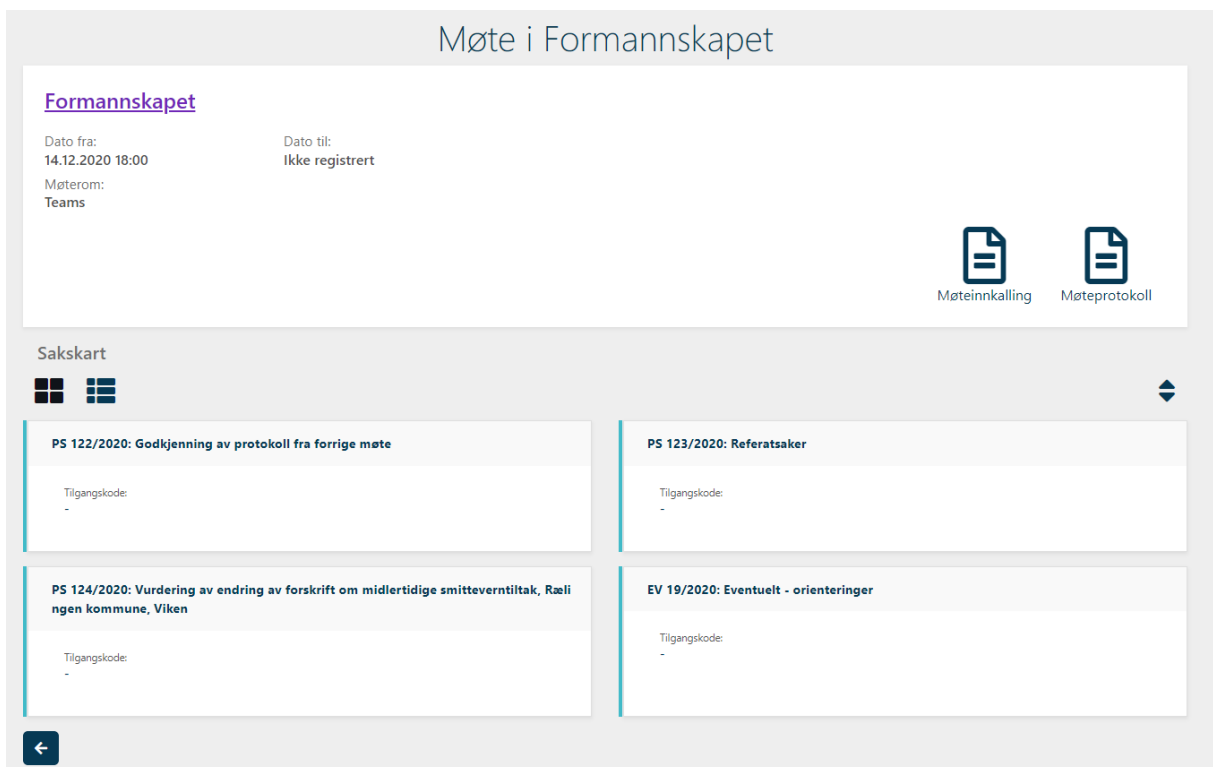 Møte i Formannskapet
Formannskapet
Dato fra:
14.12.2020 18:00
Dato til:
Ikke registrert
Møterom:
Teams
Møteinnkalling
Møteprotokoll
Sakskart
PS 122/2020: Godkjenning av protokoll fra forrige møte
Tilgangskode:
-
PS 123/2020: Referatsaker
Tilgangskode:
-
PS 124/2020: Vurdering av endring av forskrift om midlertidige smitteverntiltak, Ræli
ngen kommune, Viken
Tilgangskode:
-
EV 19/2020: Eventuelt - orienteringer
Tilgangskode:
-